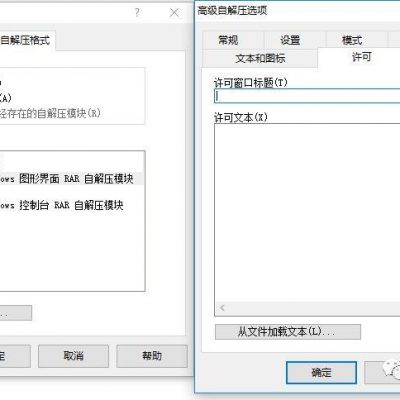 自解压格式
(A)
经存在的自解压模块(R)
ows 图形界面 RAR 自解压模块
ows 控制台 RAR 自解压模块
...
定
取消
帮助
高级自解压选项
常规
设置
模式
文本和图标
许可
许可窗口标题(T)
许可文本(X)
从文件加载文本(L)...
确定